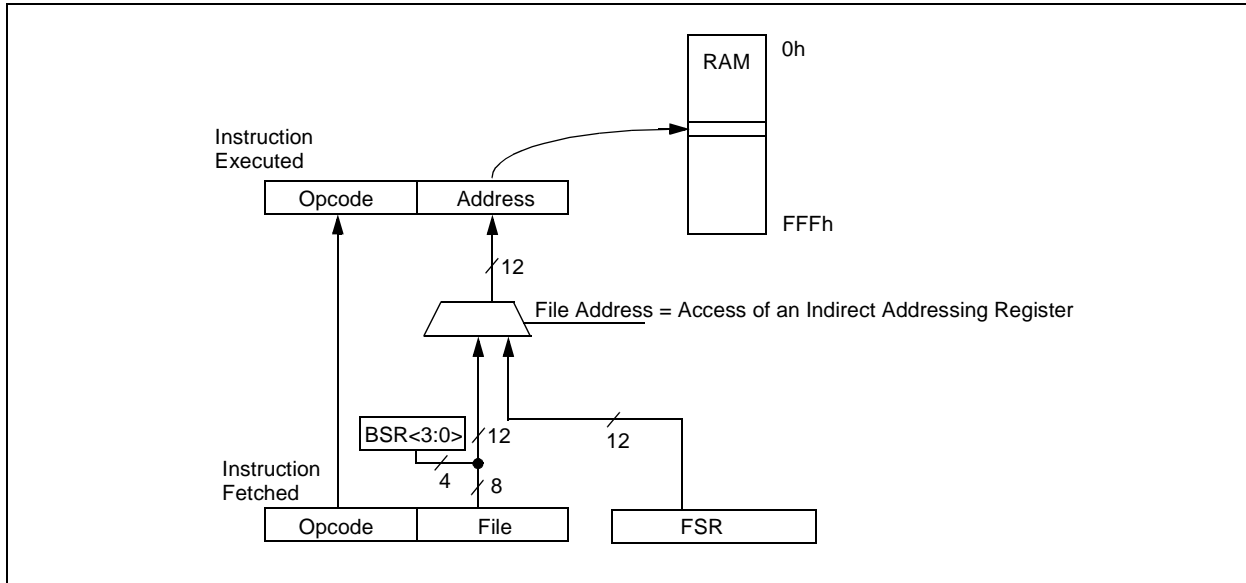 RAM
0h
Instruction
Executed
Opcode
Address
FFFh
12
File Address = Access of an Indirect Addressing Register
BSR<3:0>
12
12
4
8
Instruction
Fetched
Opcode
File
FSR